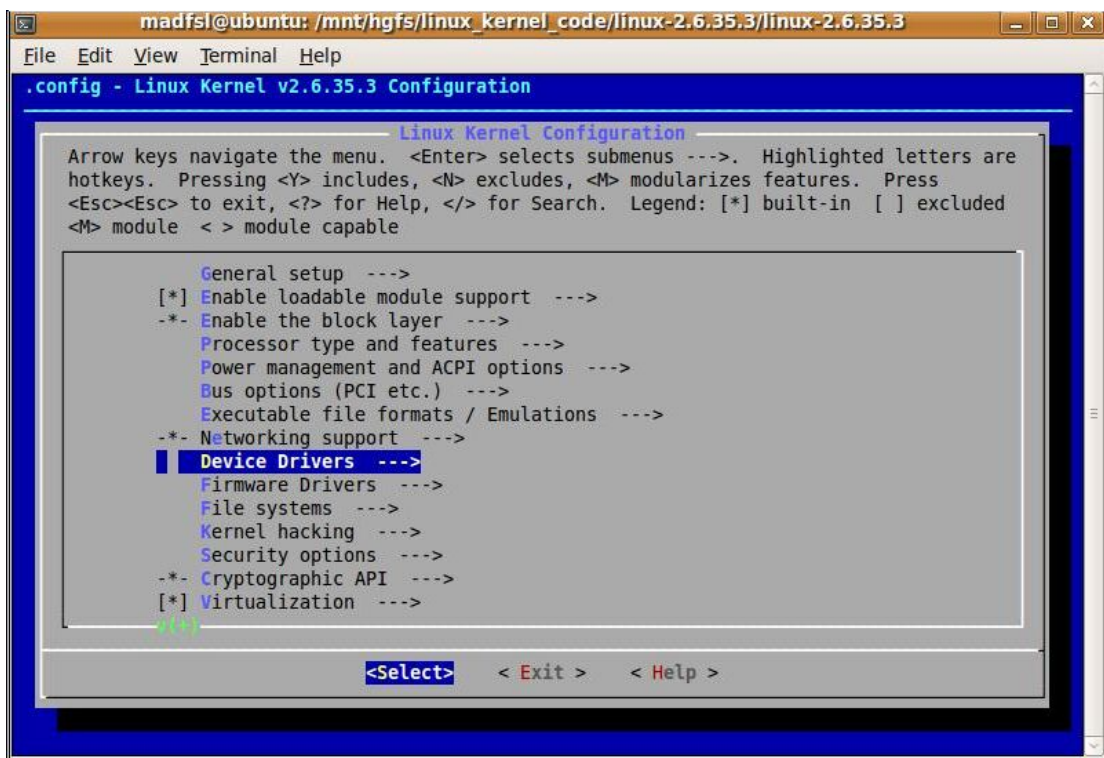 madfsl@ubuntu: /mnt/hgfs/linux_kernel_code/linux-2.6.35.3/linux-2.6.35.3
File Edit View Terminal Help
.config - Linux Kernel v2.6.35.3 Configuration
Linux Kernel Configuration
Arrow keys navigate the menu. <Enter> selects submenus --->. Highlighted letters are
hotkeys. Pressing <Y> includes, <N> excludes, <M> modularizes features. Press
<Esc><Esc> to exit, <?> for Help, </> for Search. Legend: [*] built-in [ ] excluded
<M> module < > module capable
General setup --->
[*] Enable loadable module support --->
-*- Enable the block layer --->
Processor type and features --->
Power management and ACPI options --->
Bus options (PCI etc.) --->
Executable file formats / Emulations --->
-*- Networking support --->
Device Drivers --->
Firmware Drivers --->
File systems --->
Kernel hacking --->
Security options --->
-*- Cryptographic API --->
[*] Virtualization --->
v(+)
<Select> < Exit > < Help >